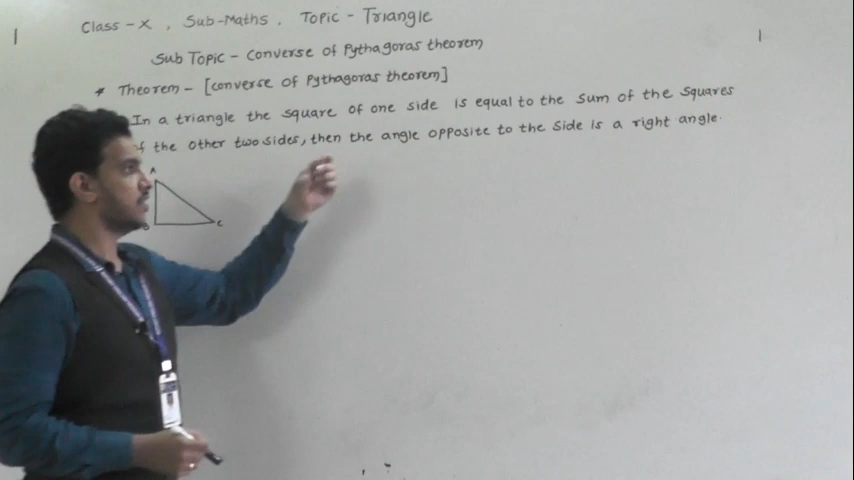 Class - X , Sub - Maths . Topic - Triangle
Sub Topic - Converse of Pythagoras theorem
* Theorem - [converse of Pythagoras theorem]
In a triangle the square of one side is equal to the sum of the squares
f the other two sides, then the angle opposite to the side is a right angle.
A
B C